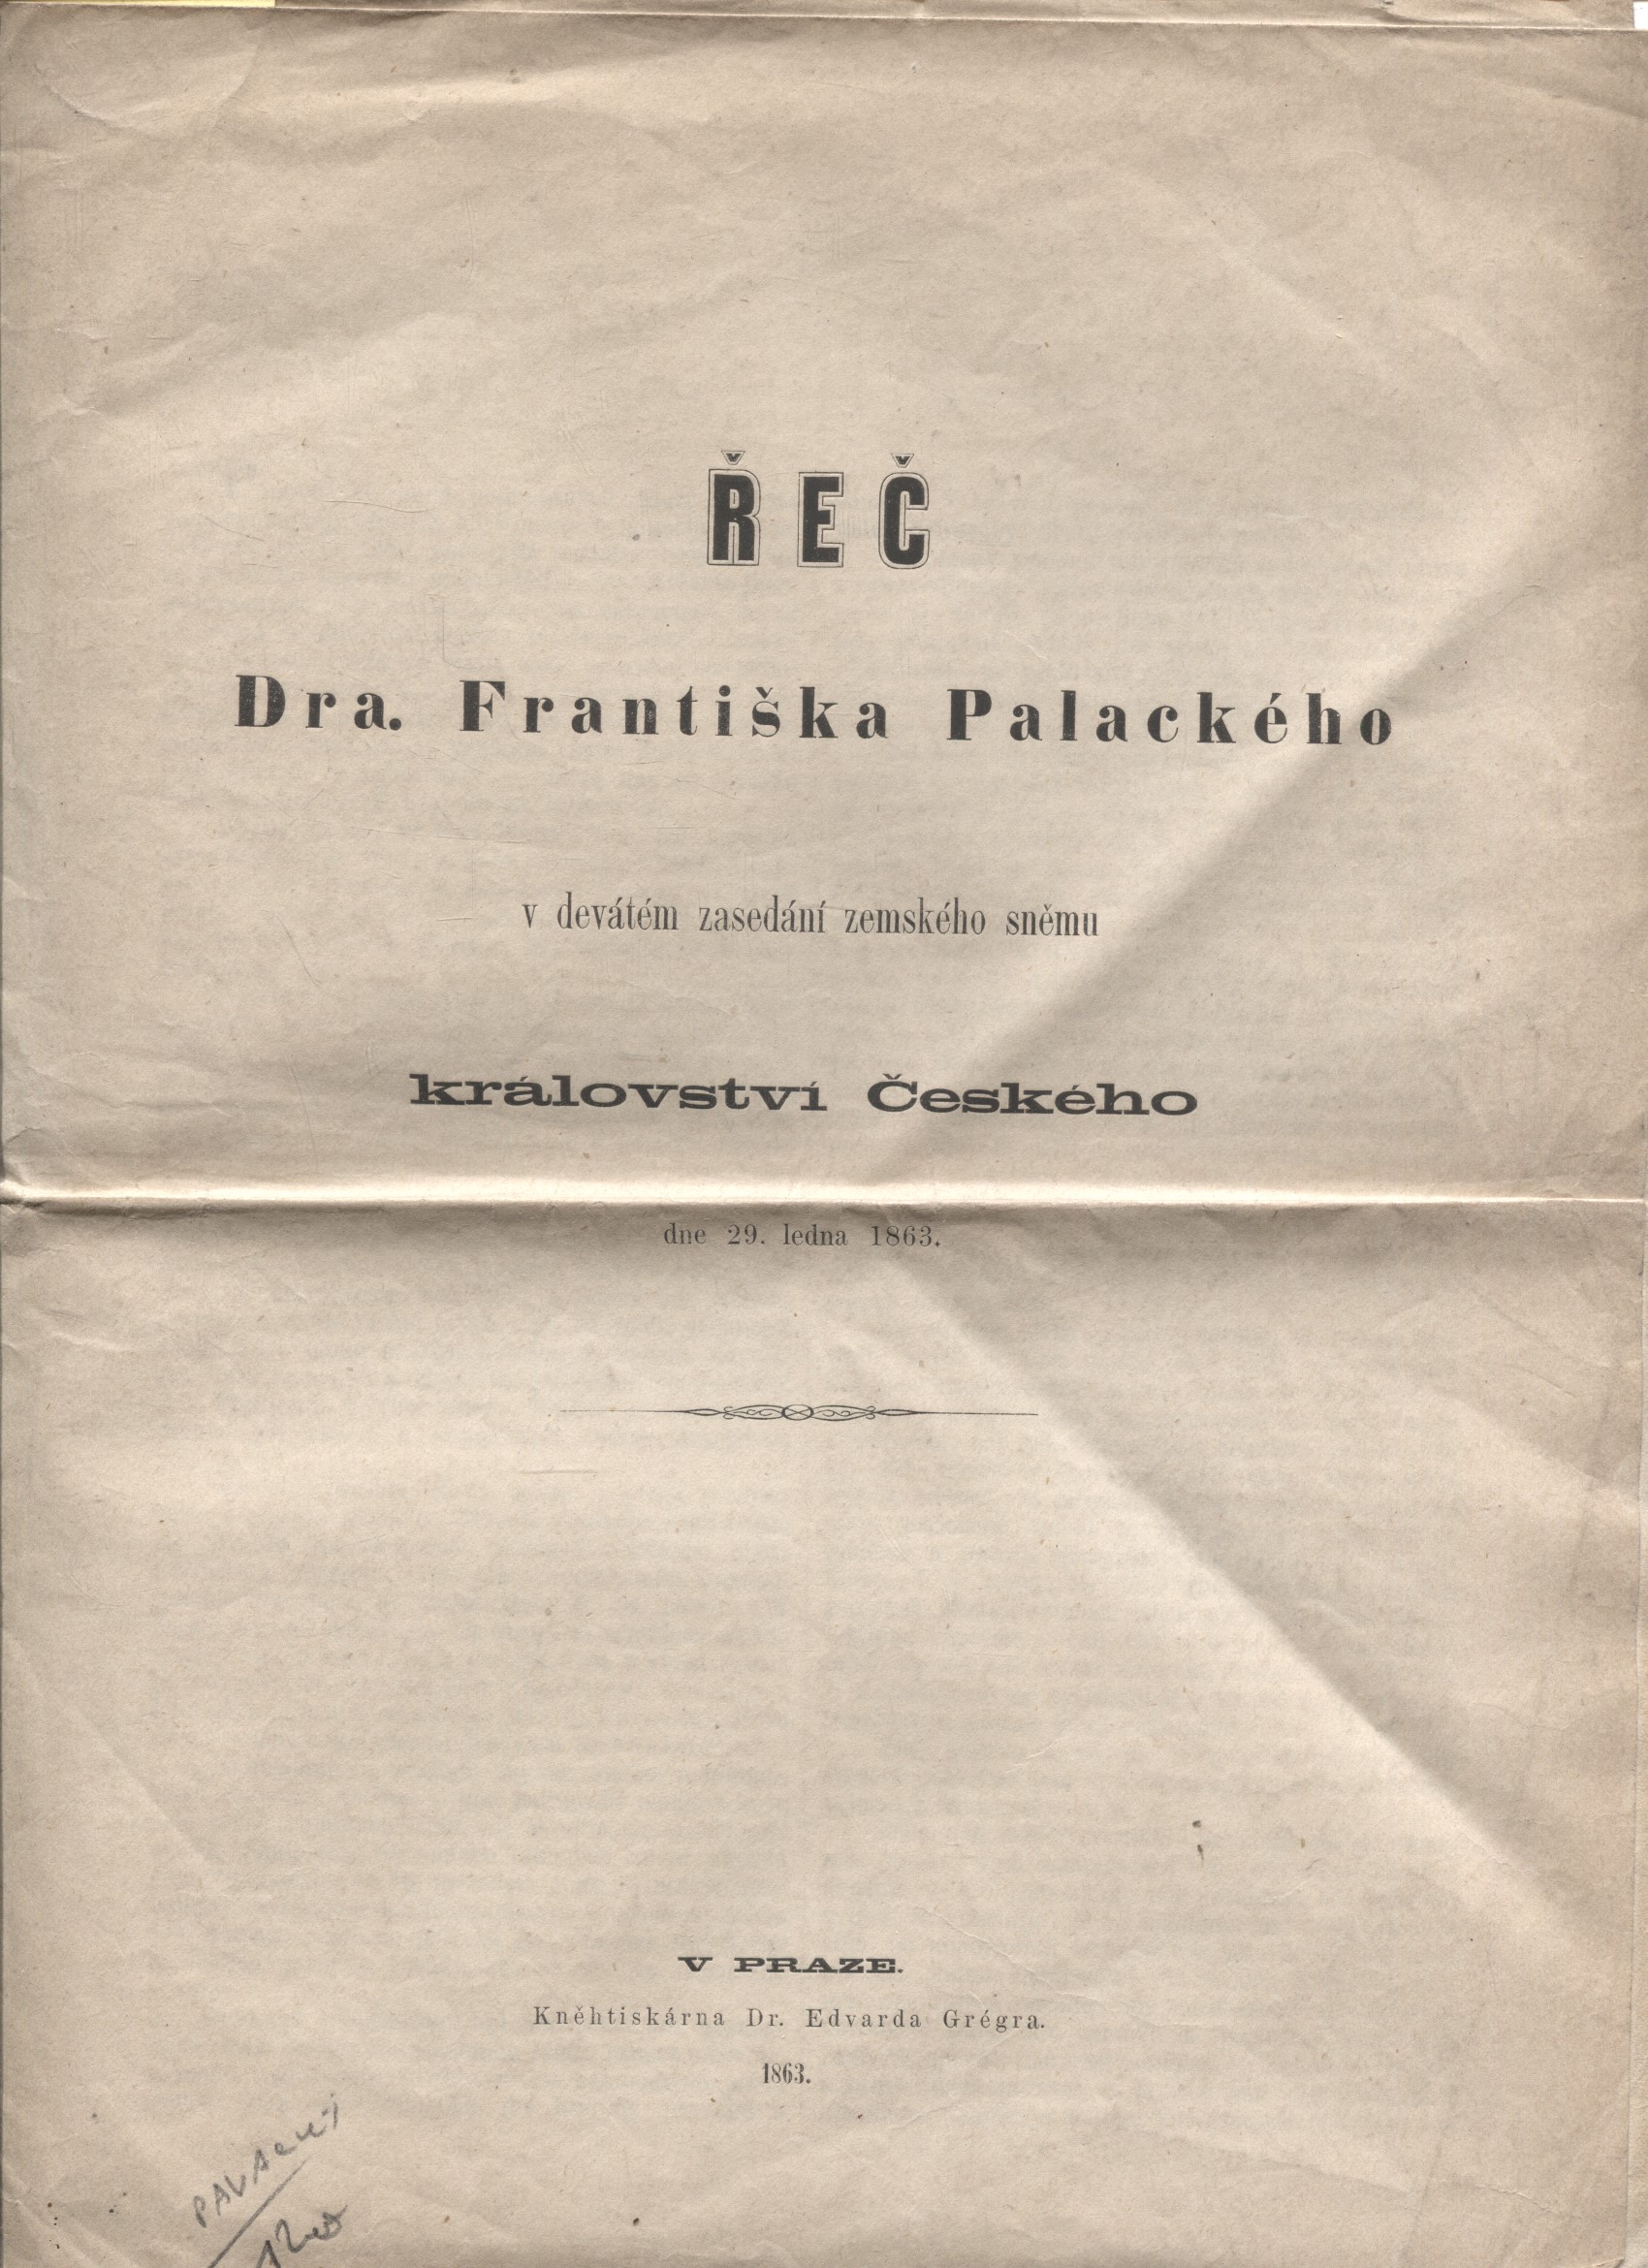 ŘEČ
Dra. Františka Palackého
v devátém zasedání zemského sněmu
království Českého
dne 29. ledna 1863.
V PRAZE.
Kněhtiskárna Dr. Edvarda Grégra.
1863.